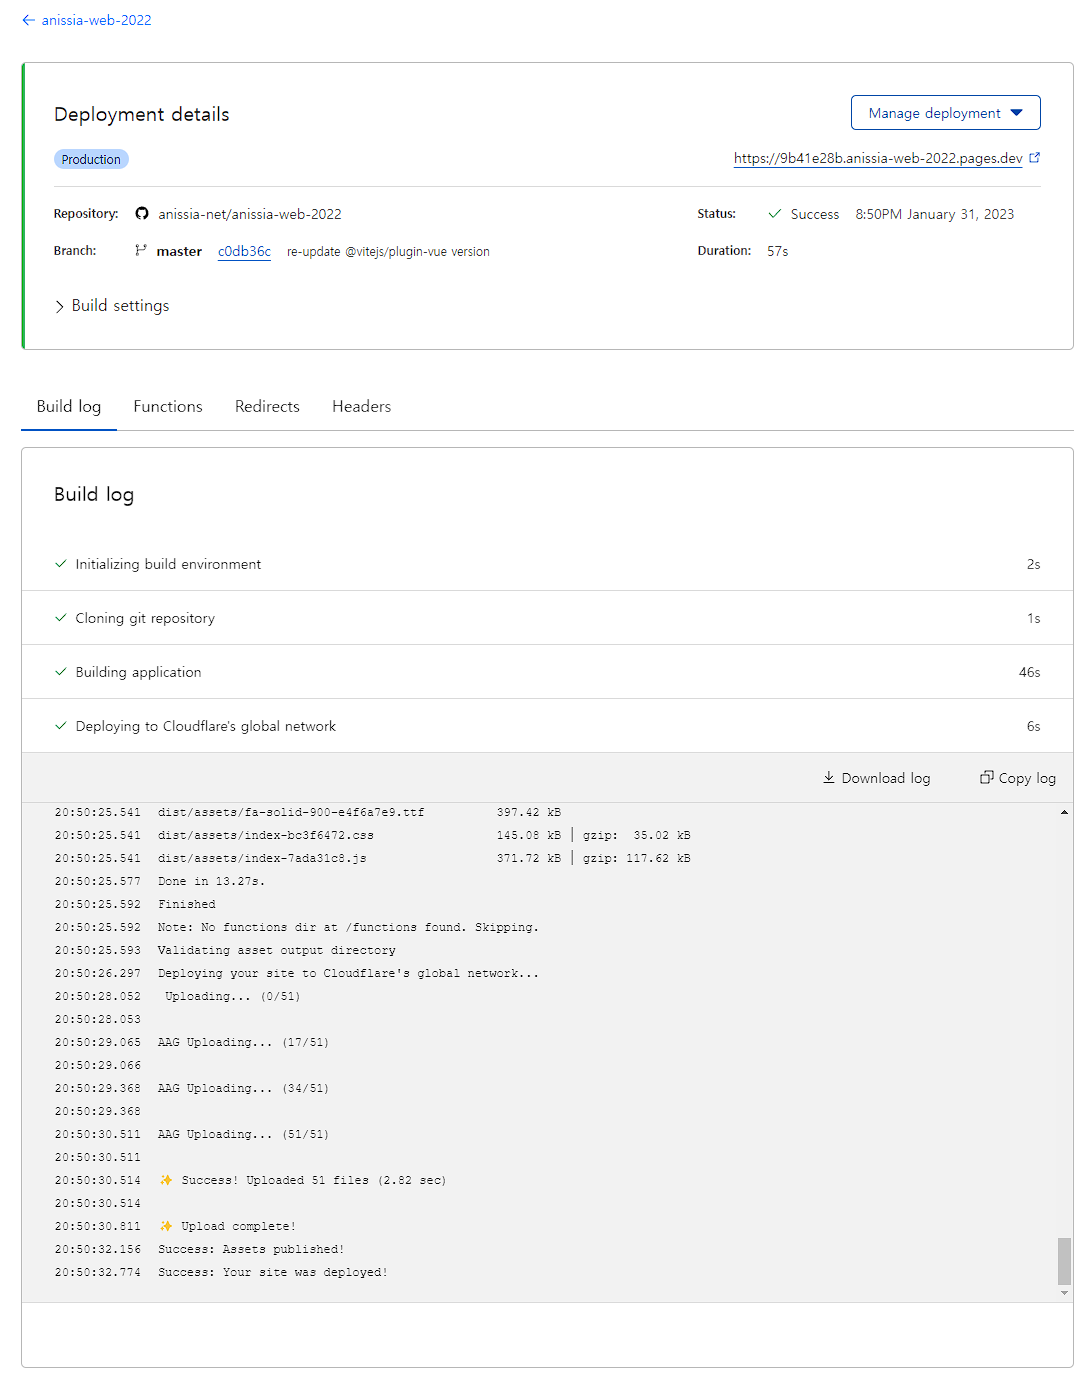 ← anissia-web-2022
Deployment details
Manage deployment
Production
https://9b41e28b.anissia-web-2022.pages.dev
Repository: anissia-net/anissia-web-2022
Status: Success 8:50PM January 31, 2023
Branch: master c0db36c re-update @vitejs/plugin-vue version
Duration: 57s
Build settings
Build log Functions Redirects Headers
Build log
Initializing build environment 2s
Cloning git repository 1s
Building application 46s
Deploying to Cloudflare's global network 6s
Download log Copy log
20:50:25.541 dist/assets/fa-solid-900-e4f6a7e9.ttf 397.42 kB
20:50:25.541 dist/assets/index-bc3f6472.css 145.08 kB │ gzip: 35.02 kB
20:50:25.541 dist/assets/index-7ada31c8.js 371.72 kB │ gzip: 117.62 kB
20:50:25.577 Done in 13.27s.
20:50:25.592 Finished
20:50:25.592 Note: No functions dir at /functions found. Skipping.
20:50:25.593 Validating asset output directory
20:50:26.297 Deploying your site to Cloudflare's global network...
20:50:28.052 Uploading... (0/51)
20:50:28.053
20:50:29.065 AAG Uploading... (17/51)
20:50:29.066
20:50:29.368 AAG Uploading... (34/51)
20:50:29.368
20:50:30.511 AAG Uploading... (51/51)
20:50:30.511
20:50:30.514 ✨ Success! Uploaded 51 files (2.82 sec)
20:50:30.514
20:50:30.811 ✨ Upload complete!
20:50:32.156 Success: Assets published!
20:50:32.774 Success: Your site was deployed!